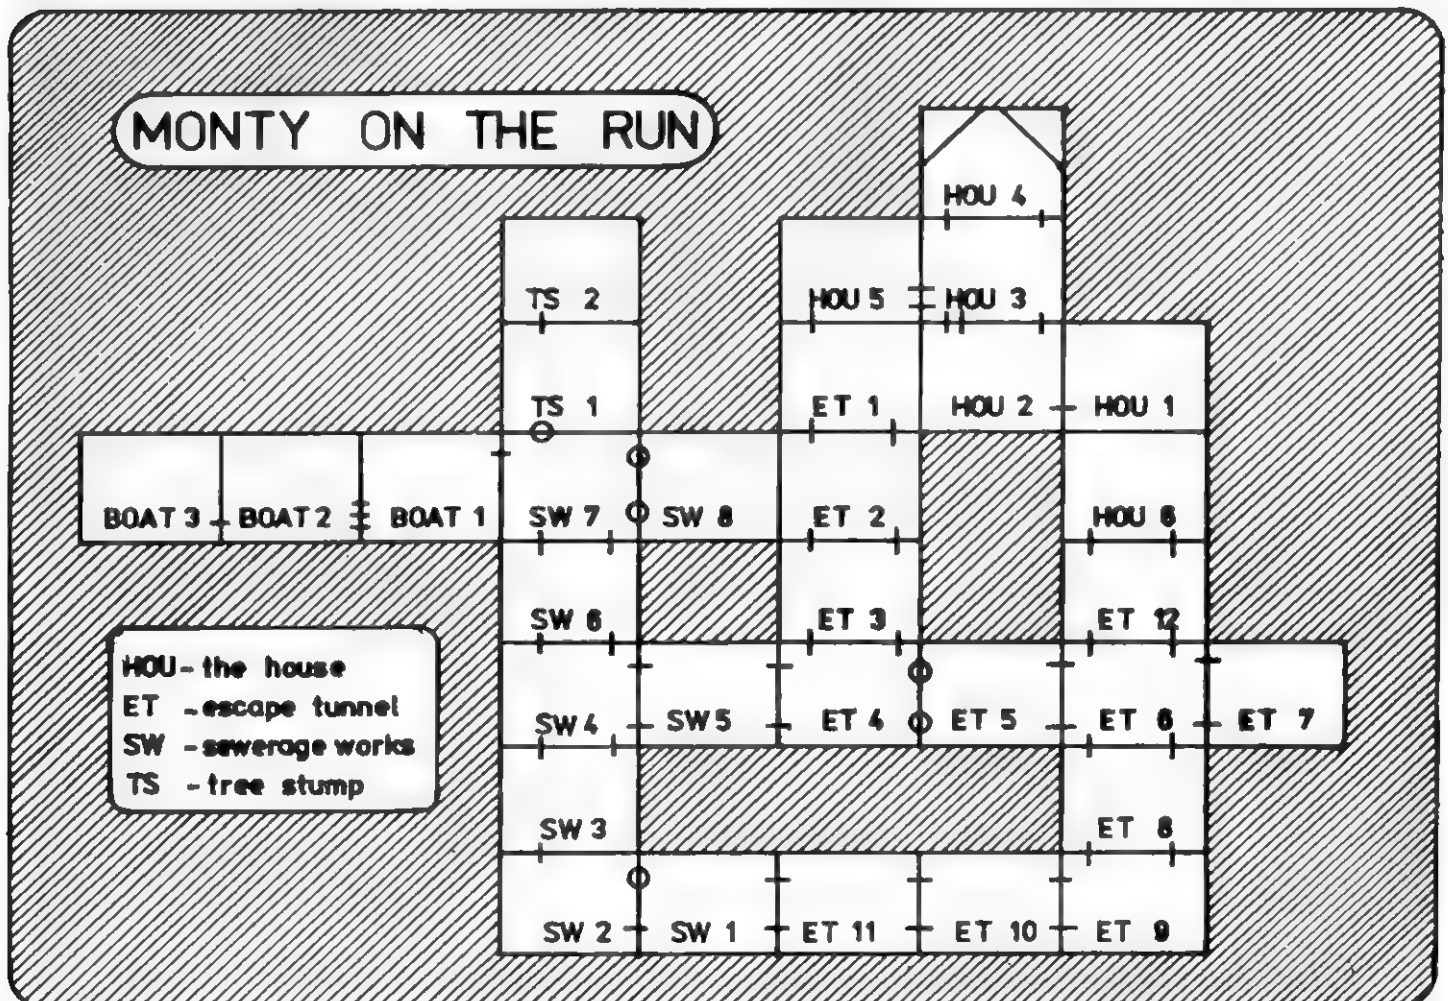 MONTY ON THE RUN
HOU 4
TS 2
HOU 5
HOU 3
TS 1
ET 1
HOU 2
HOU 1
BOAT 3
BOAT 2
BOAT 1
SW 7
SW 8
ET 2
HOU 6
SW 6
ET 3
ET 12
HOU - the house
ET - escape tunnel
SW - sewerage works
TS - tree stump
SW 4
SW 5
ET 4
ET 5
ET 6
ET 7
SW 3
ET 8
SW 2
SW 1
ET 11
ET 10
ET 9